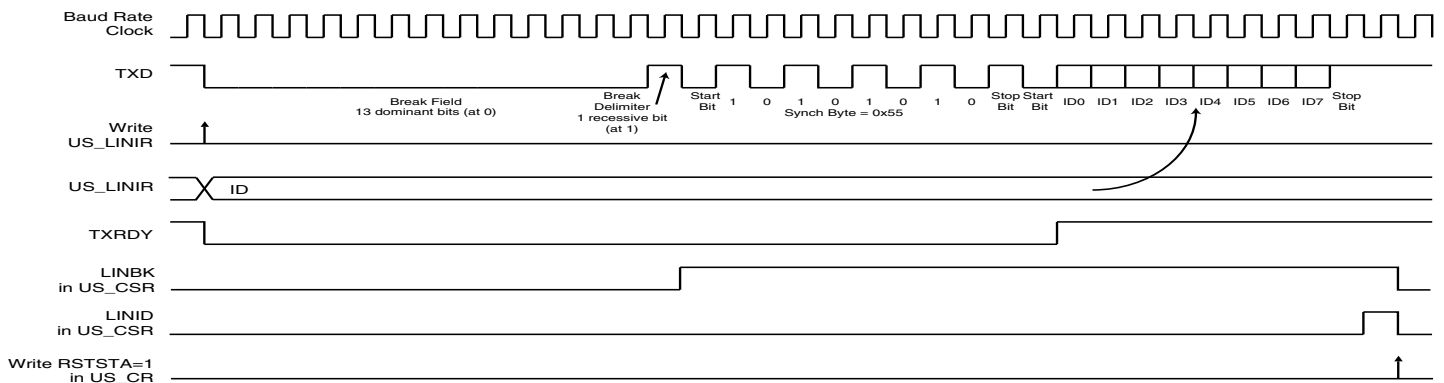 Baud Rate
Clock
TXD
Break Field
13 dominant bits (at 0)
Break
Delimiter
1 recessive bit
(at 1)
Start
Bit
1 0 1 0 1 0 1 0
Synch Byte = 0x55
Stop
Bit
Start
Bit
ID0 ID1 ID2 ID3 ID4 ID5 ID6 ID7
Stop
Bit
Write
US_LINIR
US_LINIR
ID
TXRDY
LINBK
in US_CSR
LINID
in US_CSR
Write RSTSTA=1
in US_CR